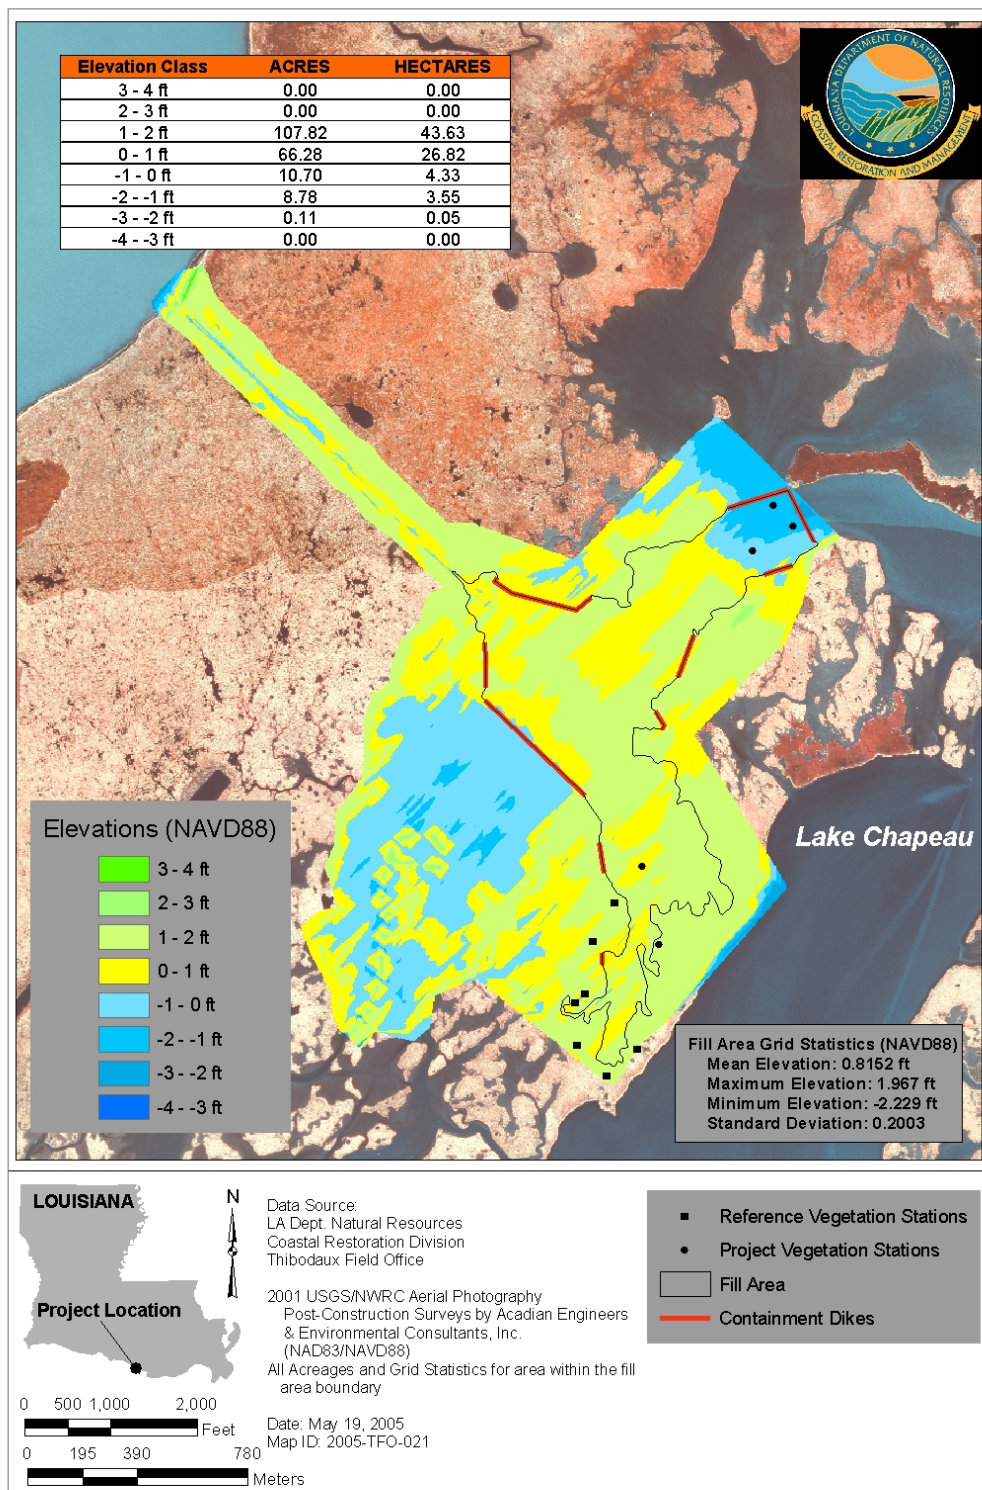 Elevation Class ACRES HECTARES
3 - 4 ft 0.00 0.00
2 - 3 ft 0.00 0.00
1 - 2 ft 107.82 43.63
0 - 1 ft 66.28 26.82
-1 - 0 ft 10.70 4.33
-2 - -1 ft 8.78 3.55
-3 - -2 ft 0.11 0.05
-4 - -3 ft 0.00 0.00
LOUISIANA DEPARTMENT OF NATURAL RESOURCES
COASTAL RESTORATION AND MANAGEMENT
Lake Chapeau
Elevations (NAVD88)
3 - 4 ft
2 - 3 ft
1 - 2 ft
0 - 1 ft
-1 - 0 ft
-2 - -1 ft
-3 - -2 ft
-4 - -3 ft
Fill Area Grid Statistics (NAVD88)
Mean Elevation: 0.8152 ft
Maximum Elevation: 1.967 ft
Minimum Elevation: -2.229 ft
Standard Deviation: 0.2003
LOUISIANA
Project Location
N
0 500 1,000 2,000
Feet
0 195 390 780
Meters
Data Source:
LA Dept. Natural Resources
Coastal Restoration Division
Thibodaux Field Office
2001 USGS/NWRC Aerial Photography
Post-Construction Surveys by Acadian Engineers
& Environmental Consultants, Inc.
(NAD83/NAVD88)
All Acreages and Grid Statistics for area within the fill
area boundary
Date: May 19, 2005
Map ID: 2005-TFO-021
Reference Vegetation Stations
Project Vegetation Stations
Fill Area
Containment Dikes